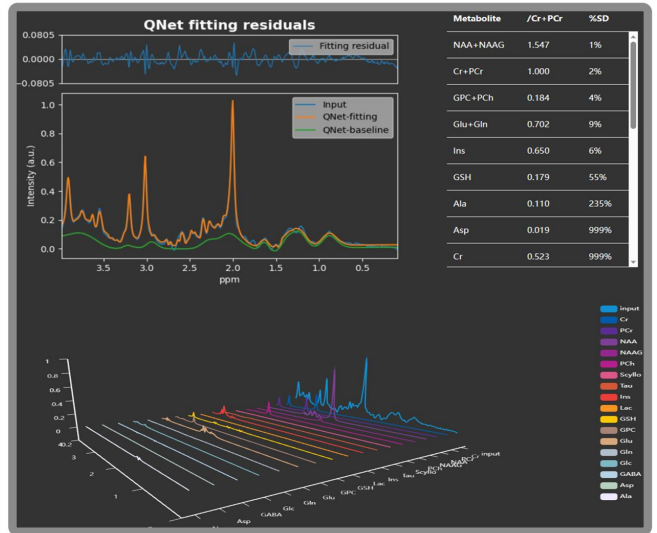 QNet fitting residuals
0.0805
0.0000
-0.0805
Fitting residual
1.0
0.8
0.6
0.4
0.2
0.0
Intensity (a.u.)
Input
QNet-fitting
QNet-baseline
3.5 3.0 2.5 2.0 1.5 1.0 0.5
ppm
Metabolite /Cr+PCr %SD
NAA+NAAG 1.547 1%
Cr+PCr 1.000 2%
GPC+PCh 0.184 4%
Glu+Gln 0.702 9%
Ins 0.650 6%
GSH 0.179 55%
Ala 0.110 235%
Asp 0.019 999%
Cr 0.523 999%
1
0.8
0.6
0.4
0.2
0
3
2
1
Asp
GABA
Glc
Gln
Glu
GPC
GSH
Lac
Ins
Tau
Scyllo
PCh
NAAG
NAA
PCr
input
input
Cr
PCr
NAA
NAAG
PCh
Scyllo
Tau
Ins
Lac
GSH
GPC
Glu
Gln
Glc
GABA
Asp
Ala